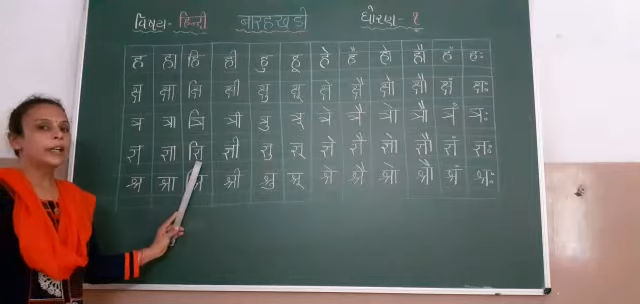 विषय- हिन्दी बारहखडी धोरण- १
ह हा हि ही हु हू हे है हो हौ हँ हः
क्ष क्षा क्षि क्षी क्षु क्षू क्षे क्षै क्षो क्षौ क्षँ क्षः
त्र त्रा त्रि त्री त्रु त्रू त्रे त्रै त्रो त्रौ त्रँ त्रः
ज्ञ ज्ञा ज्ञि ज्ञी ज्ञु ज्ञू ज्ञे ज्ञै ज्ञो ज्ञौ ज्ञँ ज्ञः
श्र श्रा श्रि श्री श्रु श्रू श्रे श्रै श्रो श्रौ श्रँ श्रः